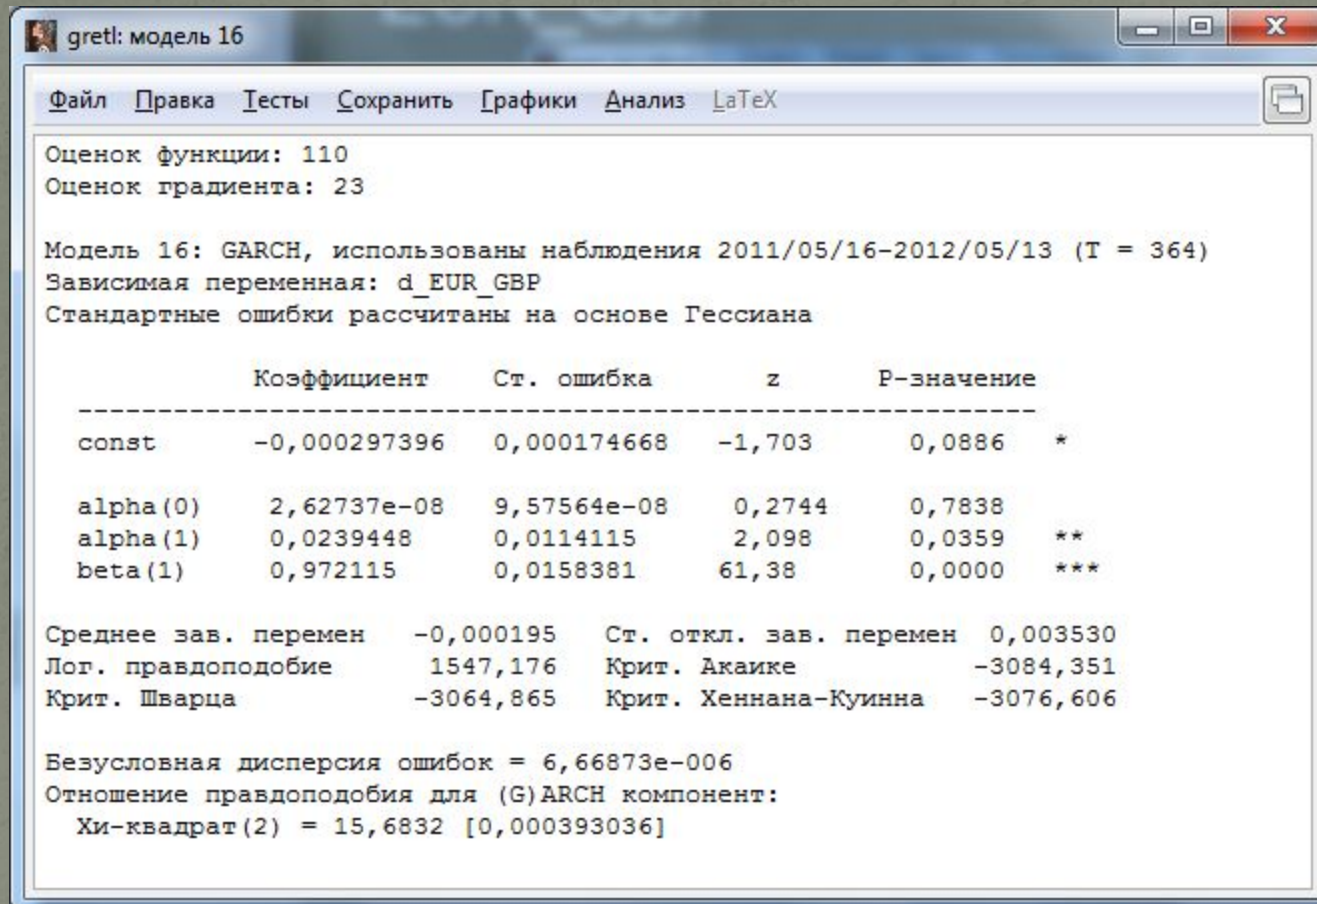 gretl: модель 16
Файл Правка Тесты Сохранить Графики Анализ LaTeX
Оценок функции: 110
Оценок градиента: 23
Модель 16: GARCH, использованы наблюдения 2011/05/16-2012/05/13 (T = 364)
Зависимая переменная: d_EUR_GBP
Стандартные ошибки рассчитаны на основе Гессиана
Коэффициент Ст. ошибка z P-значение
-----------------------------------------------------------
const -0,000297396 0,000174668 -1,703 0,0886 *
alpha(0) 2,62737e-08 9,57564e-08 0,2744 0,7838
alpha(1) 0,0239448 0,0114115 2,098 0,0359 **
beta(1) 0,972115 0,0158381 61,38 0,0000 ***
Среднее зав. перемен -0,000195 Ст. откл. зав. перемен 0,003530
Лог. правдоподобие 1547,176 Крит. Акаике -3084,351
Крит. Шварца -3064,865 Крит. Хеннана-Куинна -3076,606
Безусловная дисперсия ошибок = 6,66873e-006
Отношение правдоподобия для (G)ARCH компонент:
Хи-квадрат(2) = 15,6832 [0,000393036]